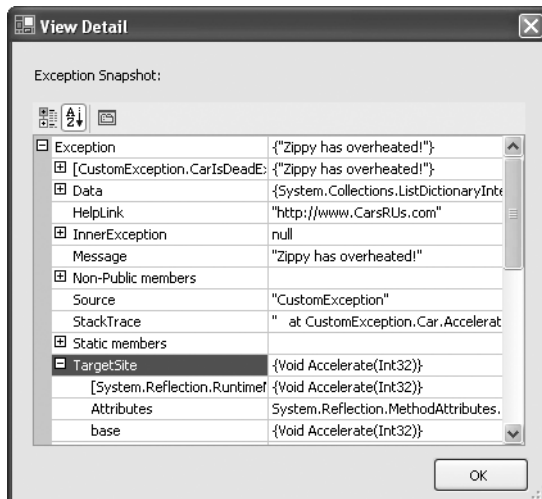 View Detail
Exception Snapshot:
Exception {"Zippy has overheated!"}
[CustomException.CarIsDeadE {"Zippy has overheated!"}
Data {System.Collections.ListDictionaryInte
HelpLink "http://www.CarsRUs.com"
InnerException null
Message "Zippy has overheated!"
Non-Public members
Source "CustomException"
StackTrace "   at CustomException.Car.Accelerat
Static members
TargetSite {Void Accelerate(Int32)}
[System.Reflection.RuntimeM {Void Accelerate(Int32)}
Attributes System.Reflection.MethodAttributes.
base {Void Accelerate(Int32)}
OK